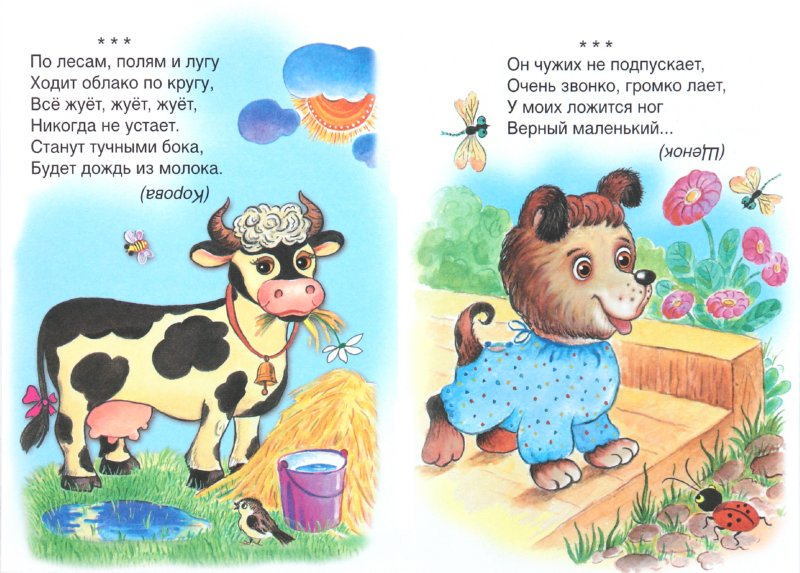 * * *
По лесам, полям и лугу
Ходит облако по кругу,
Всё жуёт, жуёт, жуёт,
Никогда не устает.
Станут тучными бока,
Будет дождь из молока.
(Корова)
* * *
Он чужих не подпускает,
Очень звонко, громко лает,
У моих ложится ног
Верный маленький...
(Щенок)